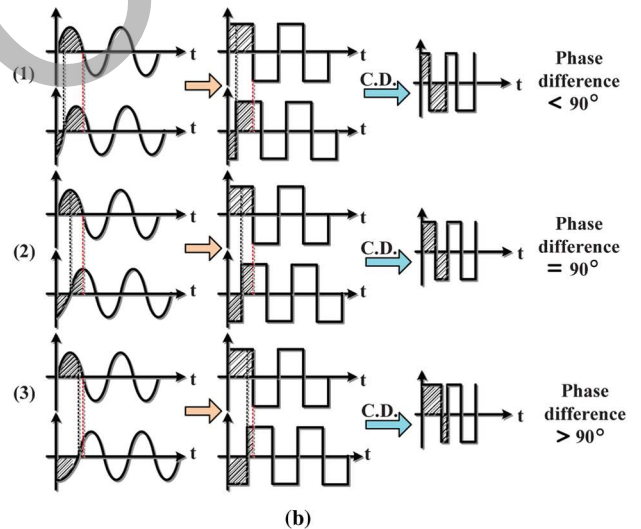 t
(1)
t
t
t
C.D.
t
Phase
difference
< 90°
t
(2)
t
t
t
C.D.
t
Phase
difference
= 90°
t
(3)
t
t
t
C.D.
t
Phase
difference
> 90°
(b)